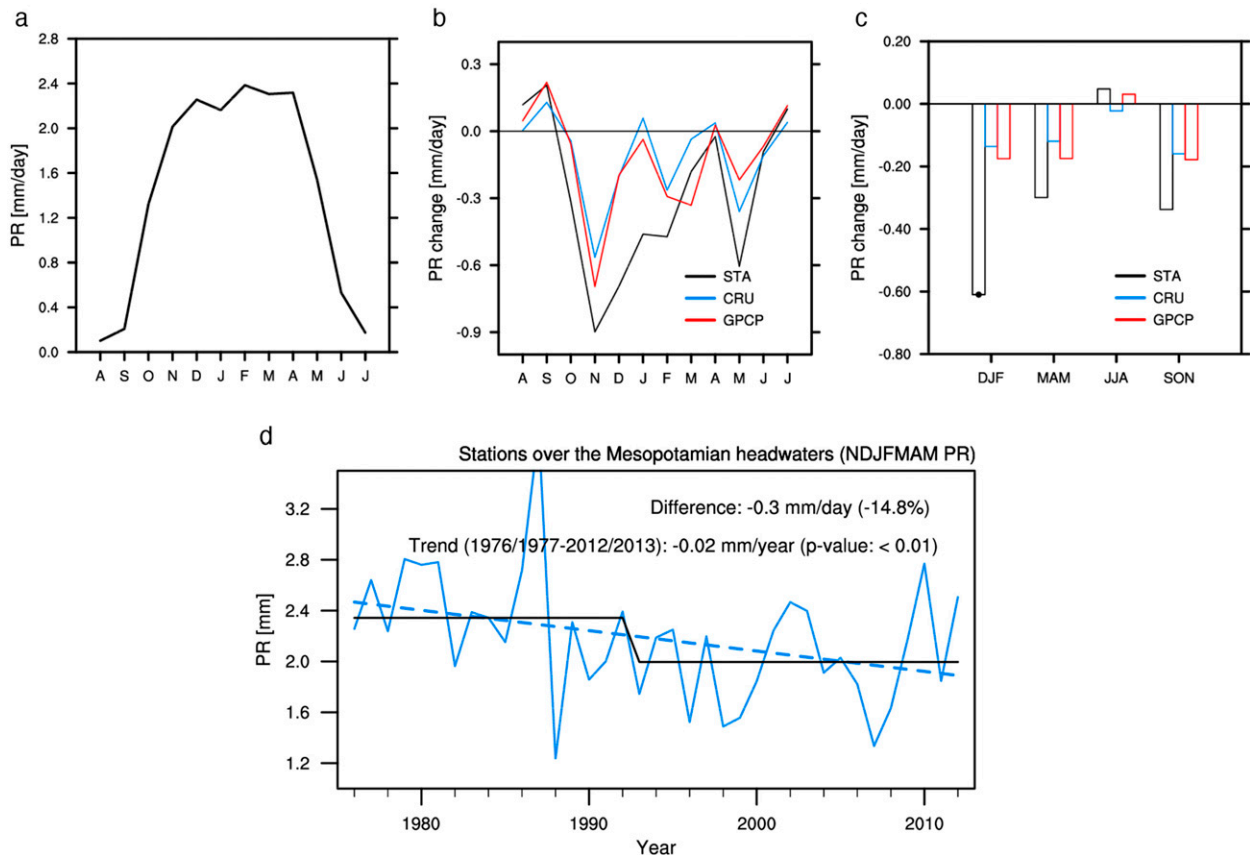 a
2.8
2.4
2.0
1.6
1.2
0.8
0.4
0.0
PR [mm/day]
A S O N D J F M A M J J
b
0.3
0.0
-0.3
-0.6
-0.9
PR change [mm/day]
STA
CRU
GPCP
A S O N D J F M A M J J
c
0.20
0.00
-0.20
-0.40
-0.60
-0.80
PR change [mm/day]
STA
CRU
GPCP
DJF MAM JJA SON
d
Stations over the Mesopotamian headwaters (NDJFMAM PR)
Difference: -0.3 mm/day (-14.8%)
Trend (1976/1977-2012/2013): -0.02 mm/year (p-value: < 0.01)
3.2
2.8
2.4
2.0
1.6
1.2
PR [mm]
1980 1990 2000 2010
Year